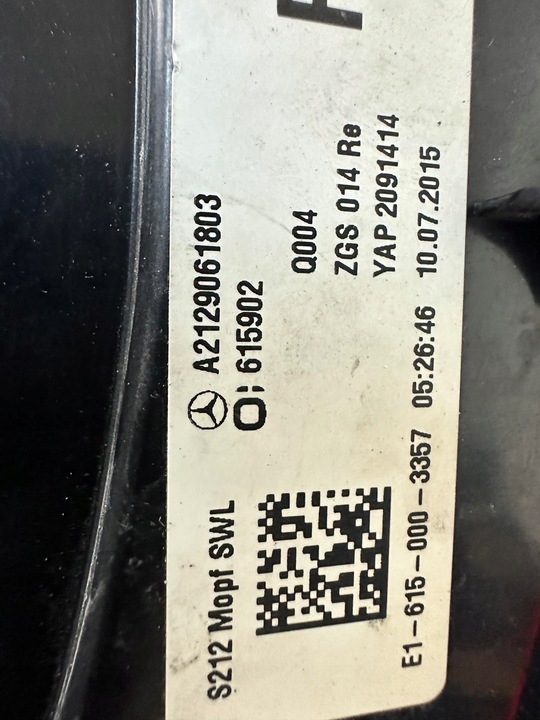 S212 Mopf SWL
A2129061803
O; 615902
Q004
ZGS 014 Re
YAP 2091414
E1-615-000-3357 05:26:46 10.07.2015